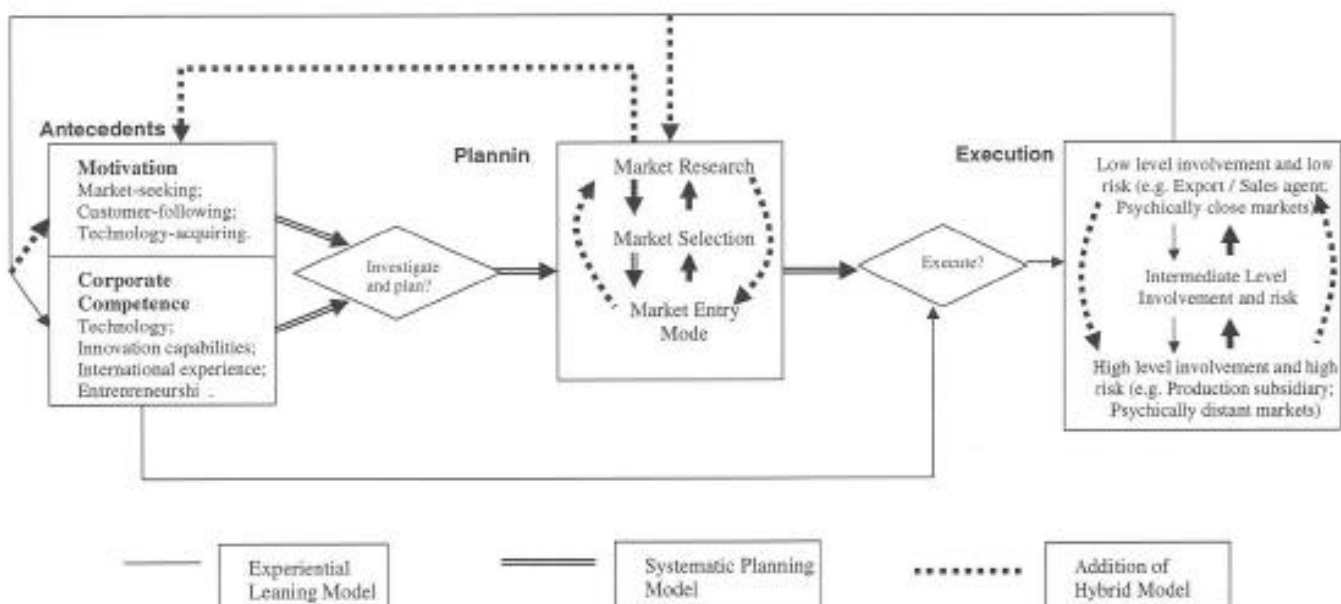 Antecedents
Motivation
Market-seeking;
Customer-following;
Technology-acquiring.
Corporate
Competence
Technology;
Innovation capabilities;
International experience;
Entrepreneurshi .
Investigate
and plan?
Plannin
Market Research
Market Selection
Market Entry
Mode
Execute?
Execution
Low level involvement and low
risk (e.g. Export / Sales agent;
Psychically close markets)
Intermediate Level
Involvement and risk
High level involvement and high
risk (e.g. Production subsidiary;
Psychically distant markets)
Experiential
Leaning Model
Systematic Planning
Model
Addition of
Hybrid Model